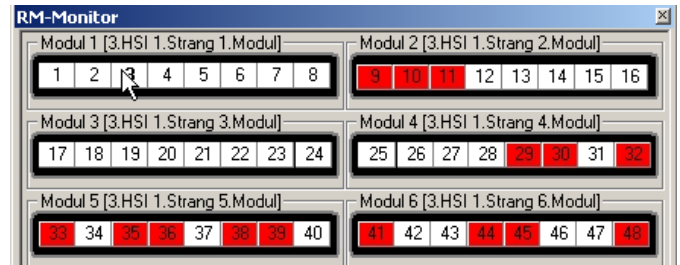 RM-Monitor
Modul 1 [3.HSI 1.Strang 1.Modul]
1 2 3 4 5 6 7 8
Modul 2 [3.HSI 1.Strang 2.Modul]
9 10 11 12 13 14 15 16
Modul 3 [3.HSI 1.Strang 3.Modul]
17 18 19 20 21 22 23 24
Modul 4 [3.HSI 1.Strang 4.Modul]
25 26 27 28 29 30 31 32
Modul 5 [3.HSI 1.Strang 5.Modul]
33 34 35 36 37 38 39 40
Modul 6 [3.HSI 1.Strang 6.Modul]
41 42 43 44 45 46 47 48